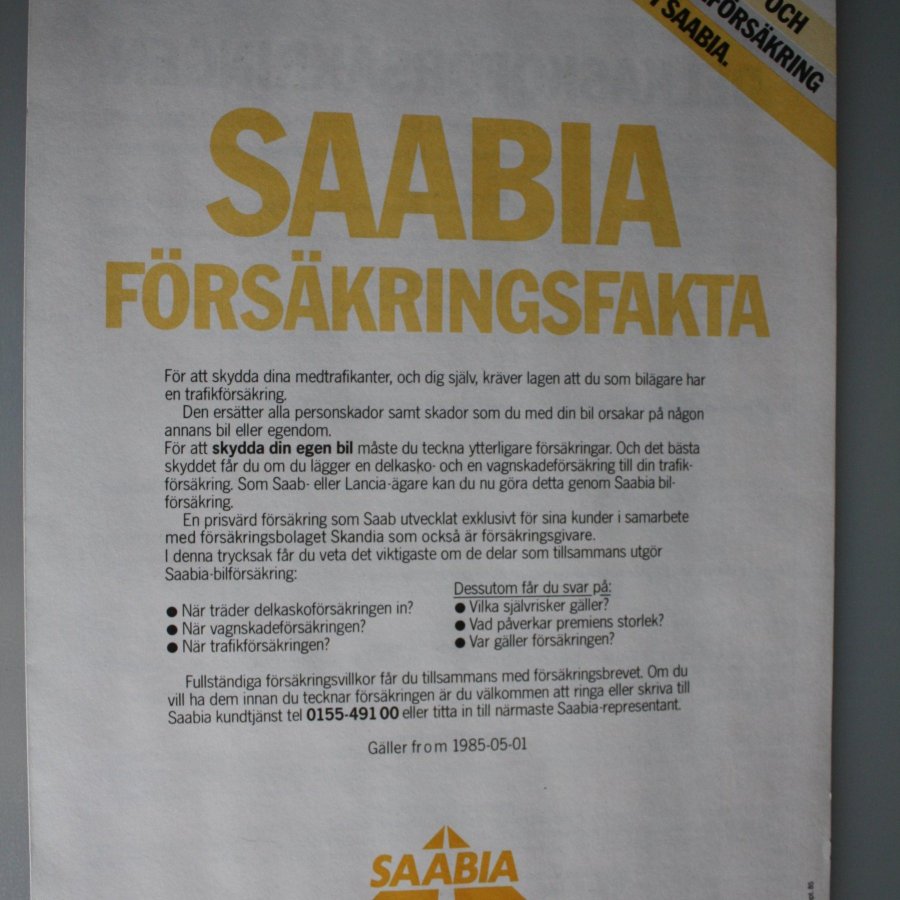 OCH
FÖRSÄKRING
I SAABIA.
SAABIA
FÖRSÄKRINGSFAKTA
För att skydda dina medtrafikanter, och dig själv, kräver lagen att du som bilägare har
en trafikförsäkring.
Den ersätter alla personskador samt skador som du med din bil orsakar på någon
annans bil eller egendom.
För att skydda din egen bil måste du teckna ytterligare försäkringar. Och det bästa
skyddet får du om du lägger en delkasko- och en vagnskadeförsäkring till din trafik-
försäkring. Som Saab- eller Lancia-ägare kan du nu göra detta genom Saabia bil-
försäkring.
En prisvärd försäkring som Saab utvecklat exklusivt för sina kunder i samarbete
med försäkringsbolaget Skandia som också är försäkringsgivare.
I denna trycksak får du veta det viktigaste om de delar som tillsammans utgör
Saabia-bilförsäkring:
● När träder delkaskoförsäkringen in?
● När vagnskadeförsäkringen?
● När trafikförsäkringen?
Dessutom får du svar på:
● Vilka självrisker gäller?
● Vad påverkar premiens storlek?
● Var gäller försäkringen?
Fullständiga försäkringsvillkor får du tillsammans med försäkringsbrevet. Om du
vill ha dem innan du tecknar försäkringen är du välkommen att ringa eller skriva till
Saabia kundtjänst tel 0155-491 00 eller titta in till närmaste Saabia-representant.
Gäller from 1985-05-01
SAABIA